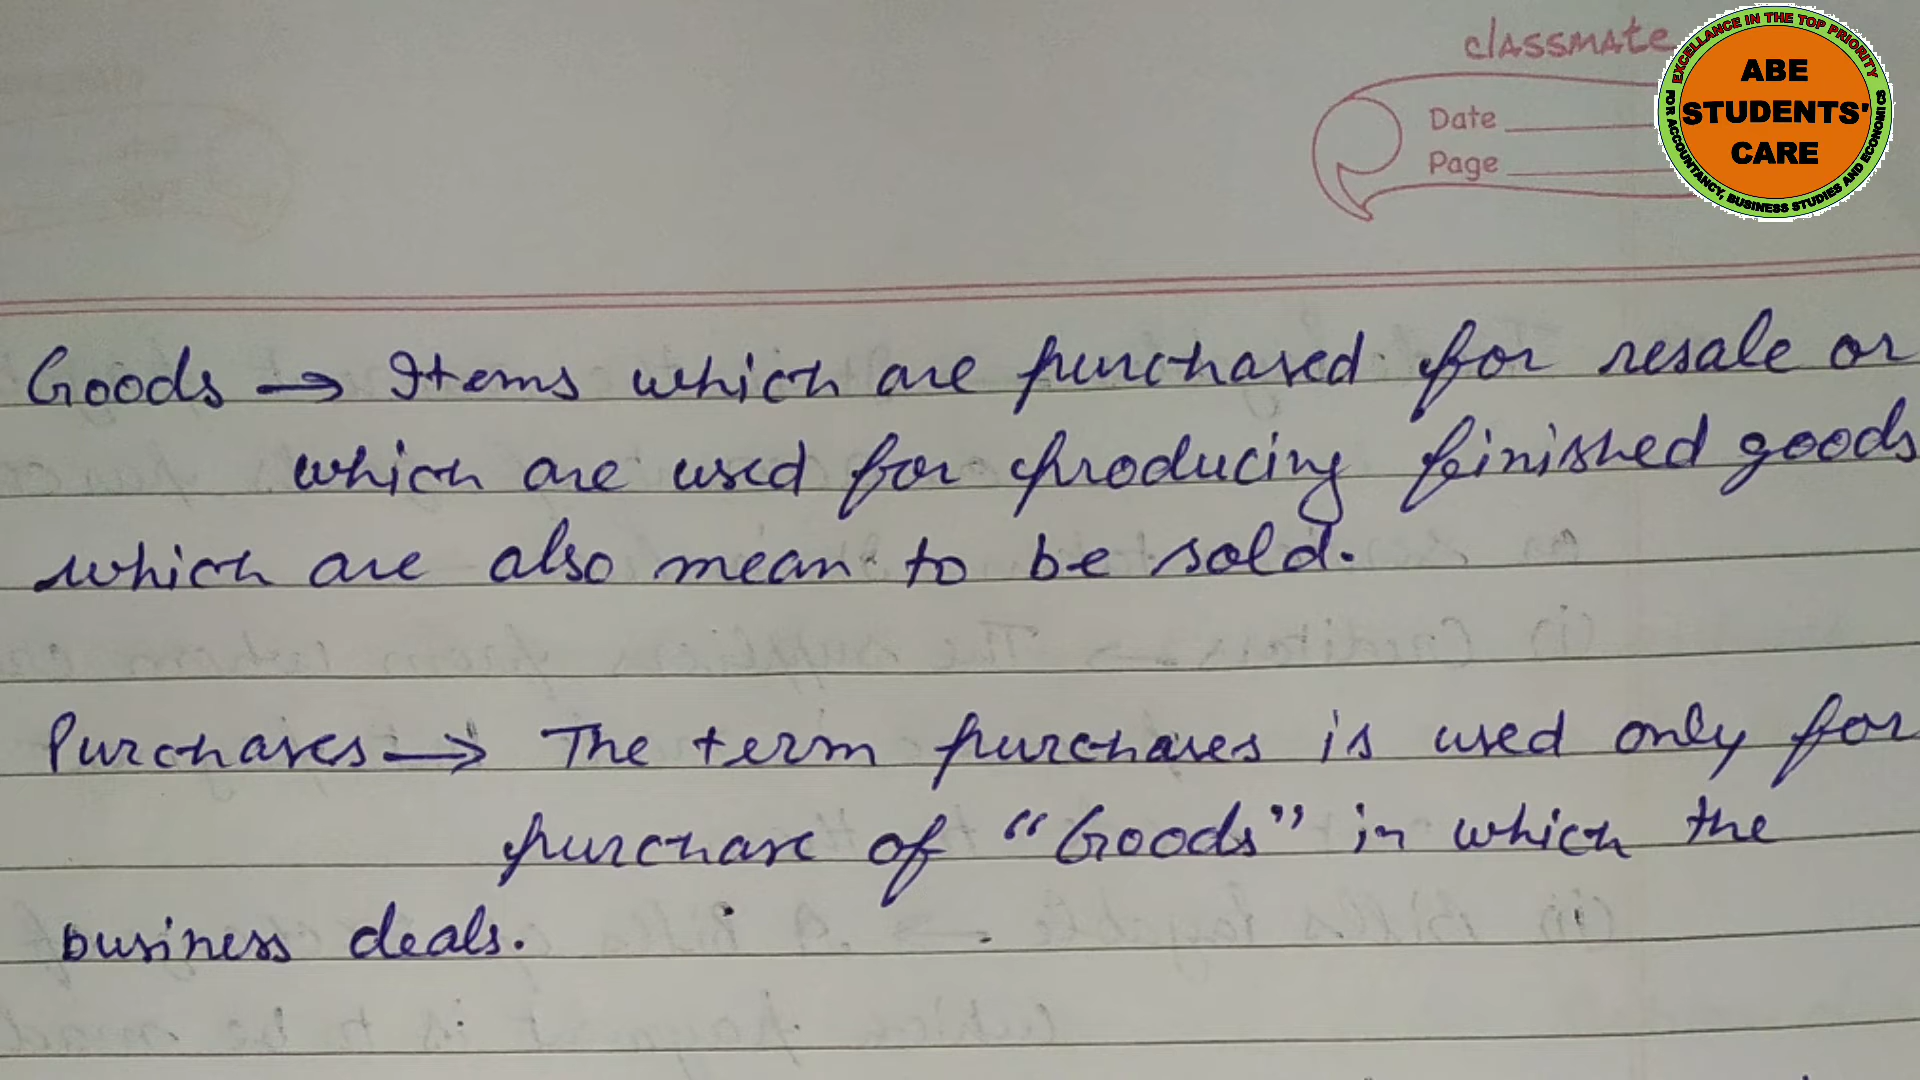 classmate
Date
Page
EXCELLANCE IN THE TOP PRIORITY
ABE
STUDENTS'
CARE
FOR ACCOUNTANCY, BUSINESS STUDIES AND ECONOMICS
Goods → Items which are purchased for resale or
which are used for producing finished goods
which are also mean to be sold.
Purchases → The term purchases is used only for
purchase of "Goods" in which the
business deals.